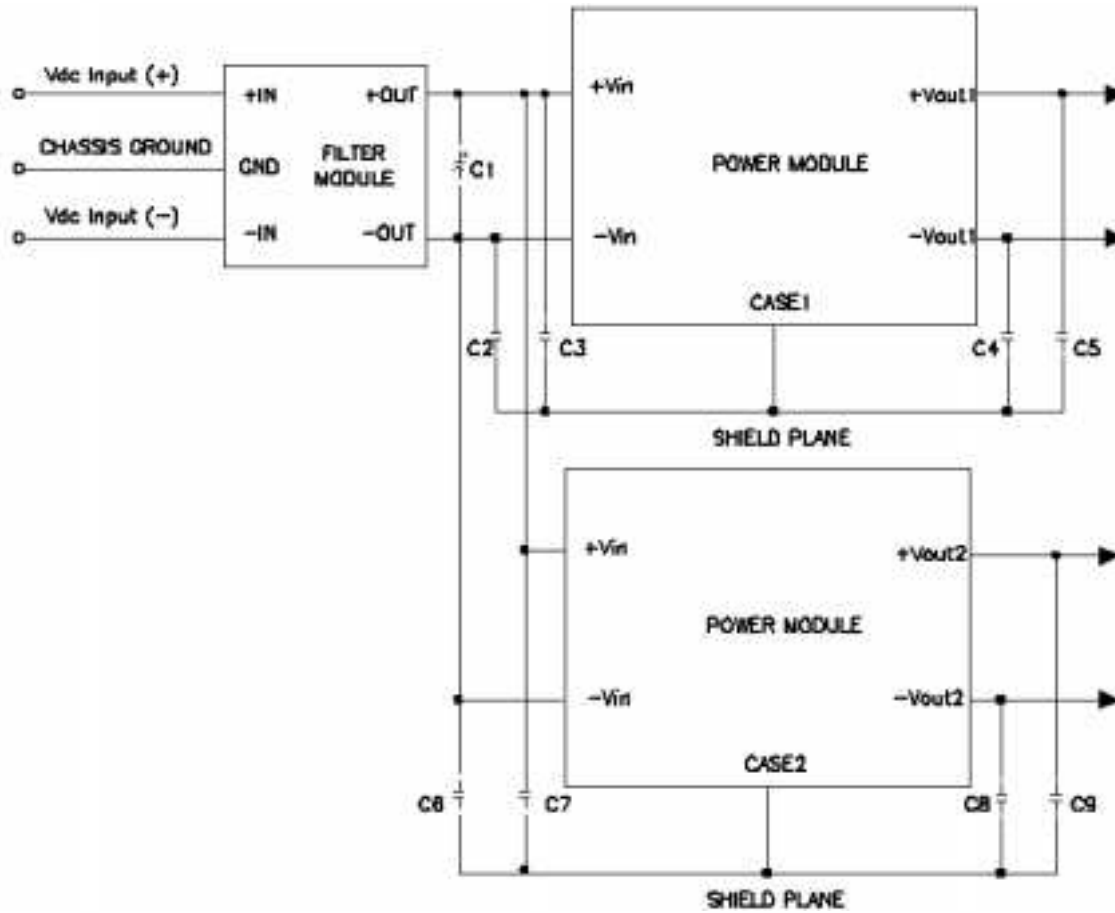 Vdc Input (+)
CHASSIS GROUND
Vdc Input (-)
+IN
+OUT
GND
FILTER
MODULE
-IN
-OUT
C1
+Vin
+Vout1
POWER MODULE
-Vin
-Vout1
CASE1
C2
C3
C4
C5
SHIELD PLANE
+Vin
+Vout2
POWER MODULE
-Vin
-Vout2
CASE2
C6
C7
C8
C9
SHIELD PLANE